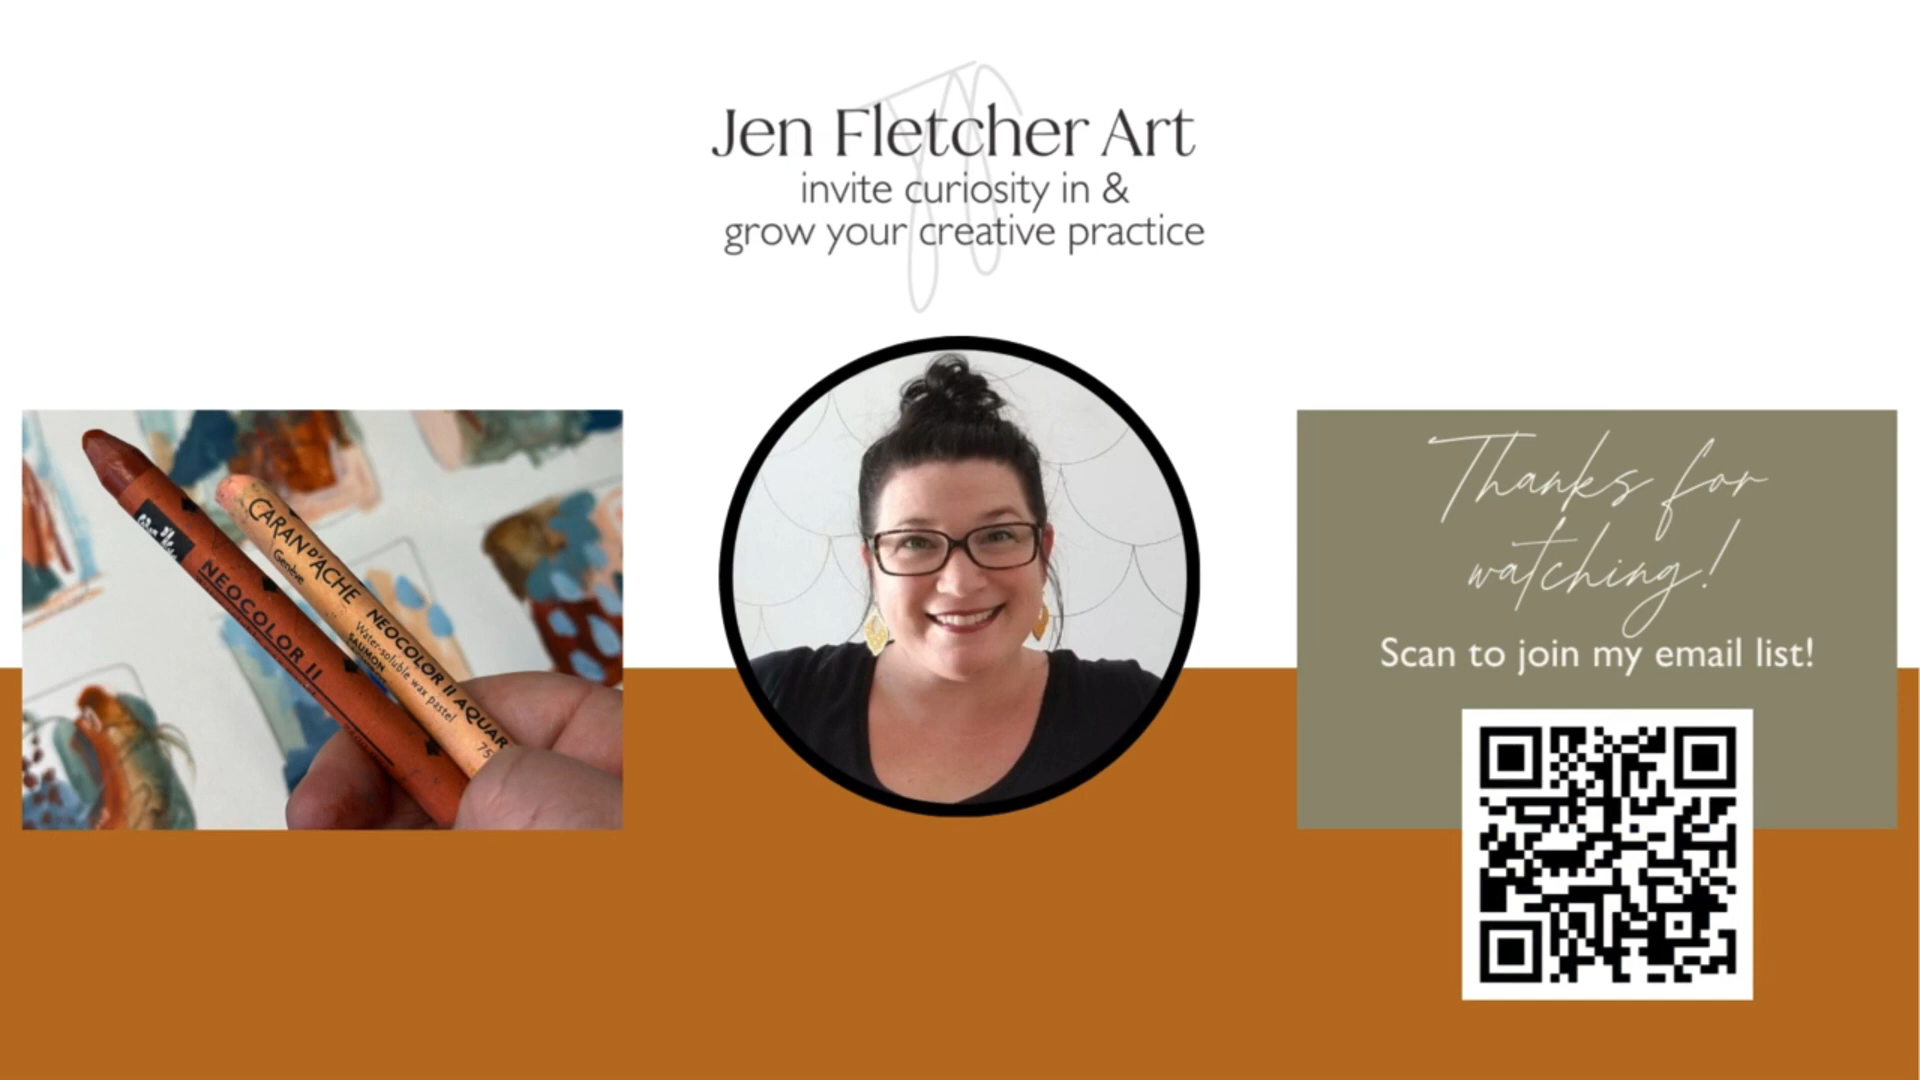 Jen Fletcher Art
invite curiosity in &
grow your creative practice
CARAN D'ACHE
Genève
NEOCOLOR II AQUAR
Water-soluble wax pastel
SAUMON
NEOCOLOR II
Thanks for
watching!
Scan to join my email list!